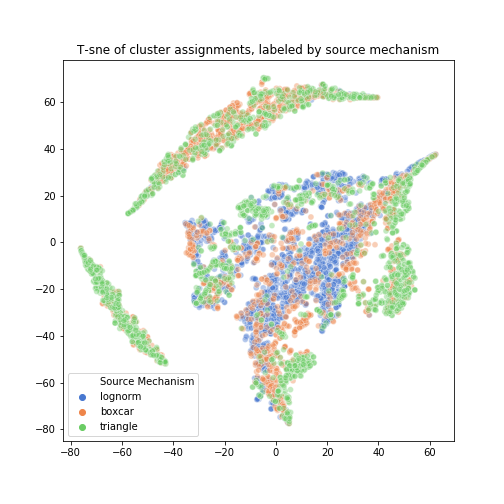 T-sne of cluster assignments, labeled by source mechanism
60
40
20
0
−20
−40
−60
−80
Source Mechanism
lognorm
boxcar
triangle
−80 −60 −40 −20 0 20 40 60